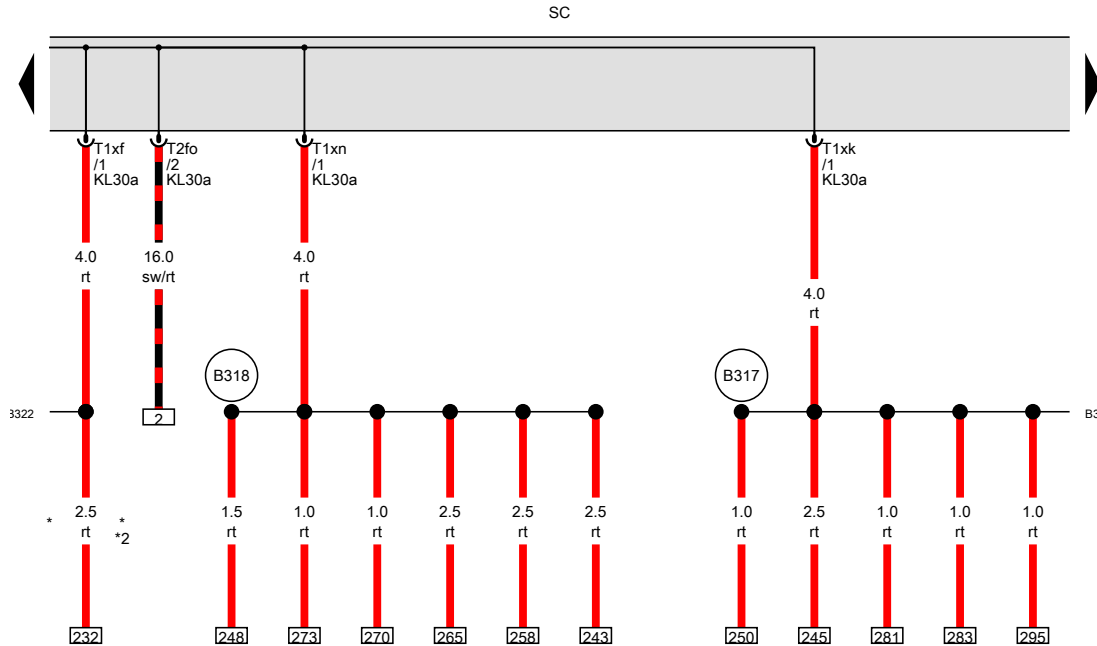 SC
T1xf
/1
KL30a
T2fo
/2
KL30a
T1xn
/1
KL30a
T1xk
/1
KL30a
4.0
rt
16.0
sw/rt
4.0
rt
4.0
rt
B318
B317
3322
2
B3
*
2.5
rt
*
*2
1.5
rt
1.0
rt
1.0
rt
2.5
rt
2.5
rt
2.5
rt
1.0
rt
2.5
rt
1.0
rt
1.0
rt
1.0
rt
232
248
273
270
265
258
243
250
245
281
283
295